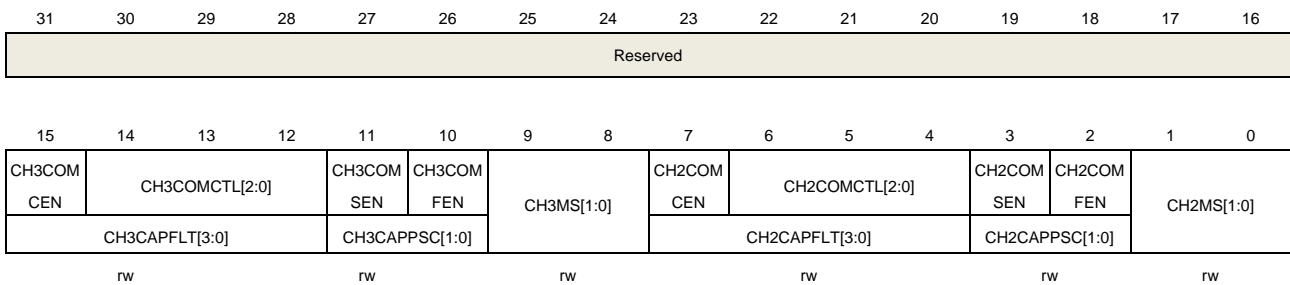 31 30 29 28 27 26 25 24 23 22 21 20 19 18 17 16
Reserved
15 14 13 12 11 10 9 8 7 6 5 4 3 2 1 0
CH3COM CEN CH3COMCTL[2:0] CH3COM SEN CH3COM FEN CH3MS[1:0] CH2COM CEN CH2COMCTL[2:0] CH2COM SEN CH2COM FEN CH2MS[1:0]
CH3CAPFLT[3:0] CH3CAPPSC[1:0] CH2CAPFLT[3:0] CH2CAPPSC[1:0]
rw rw rw rw rw rw